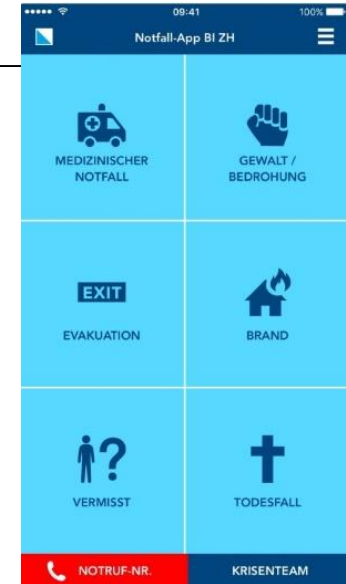 09:41
100%
Notfall-App BI ZH
MEDIZINISCHER
NOTFALL
GEWALT /
BEDROHUNG
EXIT
EVAKUATION
BRAND
?
VERMISST
TODESFALL
NOTRUF-NR.
KRISENTEAM